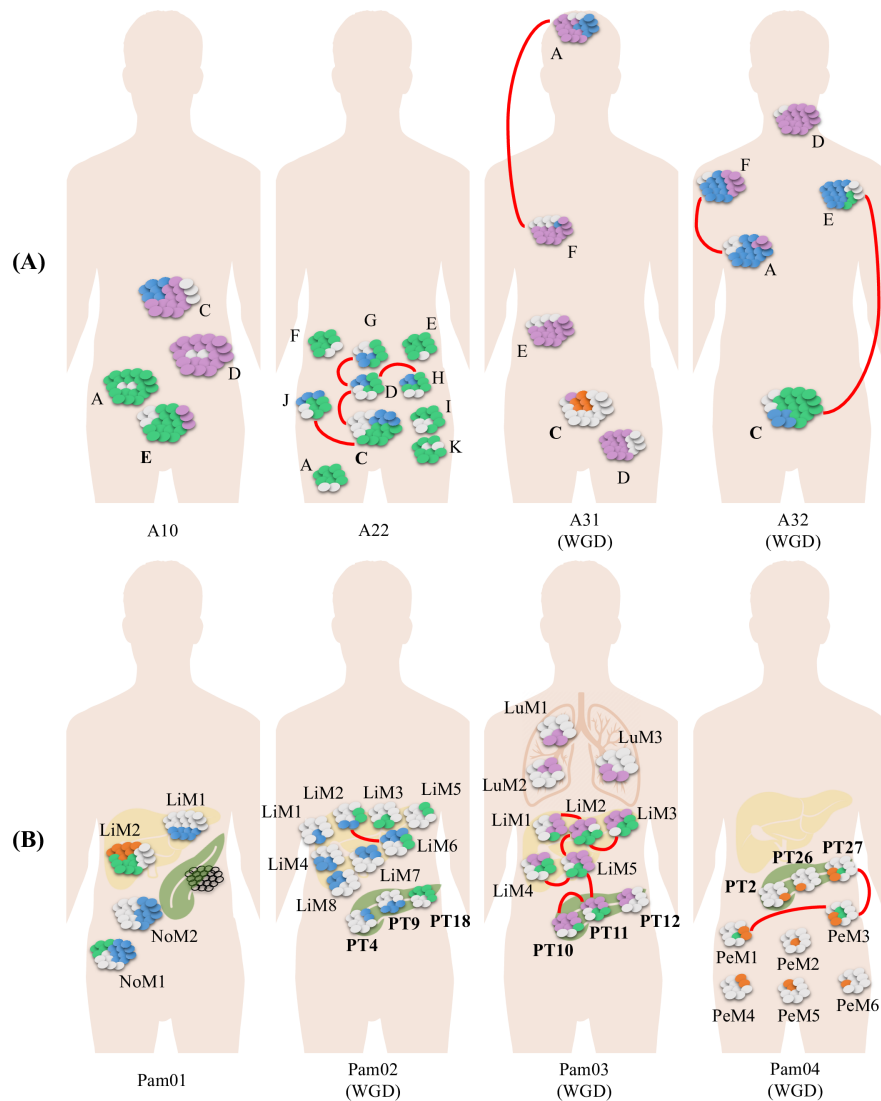 (A)
A
D
F
E
A
F
C
D
A
E
E
C
F
G
E
D
H
J
I
C
K
A
C
D
C
A10
A22
A31
(WGD)
A32
(WGD)
(B)
LiM1
LiM2
NoM2
NoM1
Pam01
LiM2
LiM3
LiM5
LiM1
LiM6
LiM4
LiM7
LiM8
PT4
PT9
PT18
Pam02
(WGD)
LuM1
LuM3
LuM2
LiM2
LiM1
LiM3
LiM5
LiM4
PT12
PT11
PT10
Pam03
(WGD)
PT27
PT26
PT2
PeM3
PeM1
PeM2
PeM4
PeM5
PeM6
Pam04
(WGD)